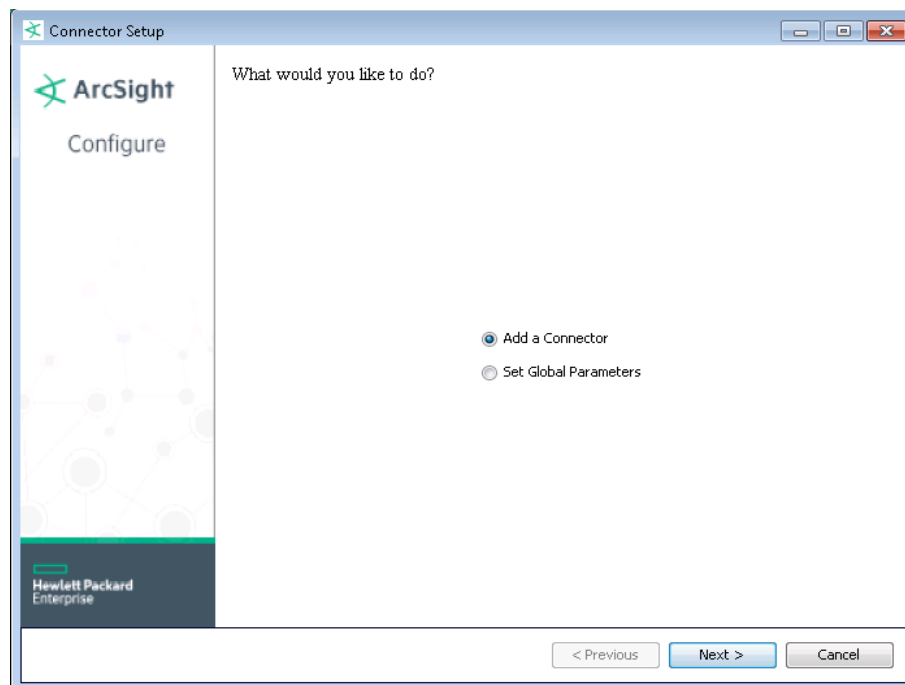 Connector Setup
ArcSight
Configure
What would you like to do?
Add a Connector
Set Global Parameters
Hewlett Packard
Enterprise
< Previous
Next >
Cancel